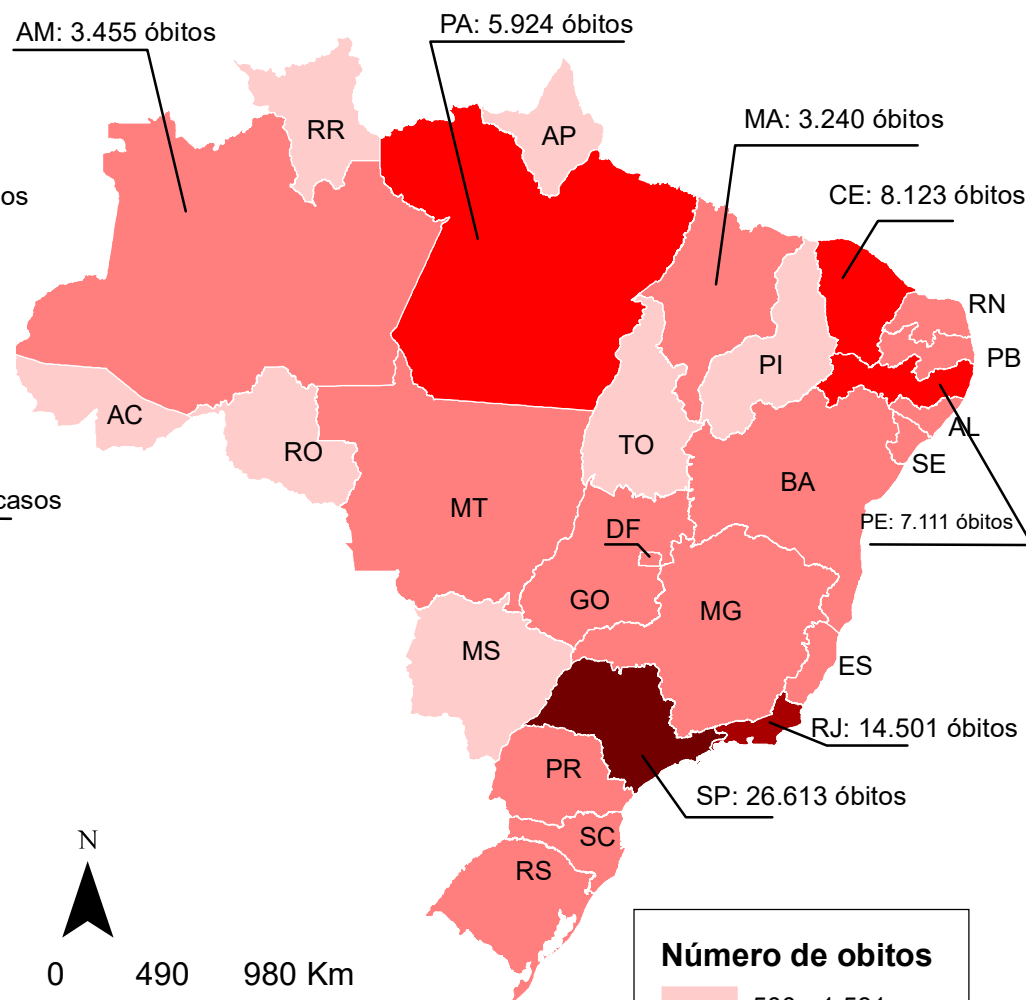 AM: 3.455 óbitos
PA: 5.924 óbitos
RR
AP
MA: 3.240 óbitos
os
CE: 8.123 óbitos
RN
PB
PI
AC
RO
TO
AL
SE
BA
casos
MT
DF
PE: 7.111 óbitos
GO
MG
MS
ES
RJ: 14.501 óbitos
PR
SP: 26.613 óbitos
N
SC
RS
Número de obitos
0 490 980 Km